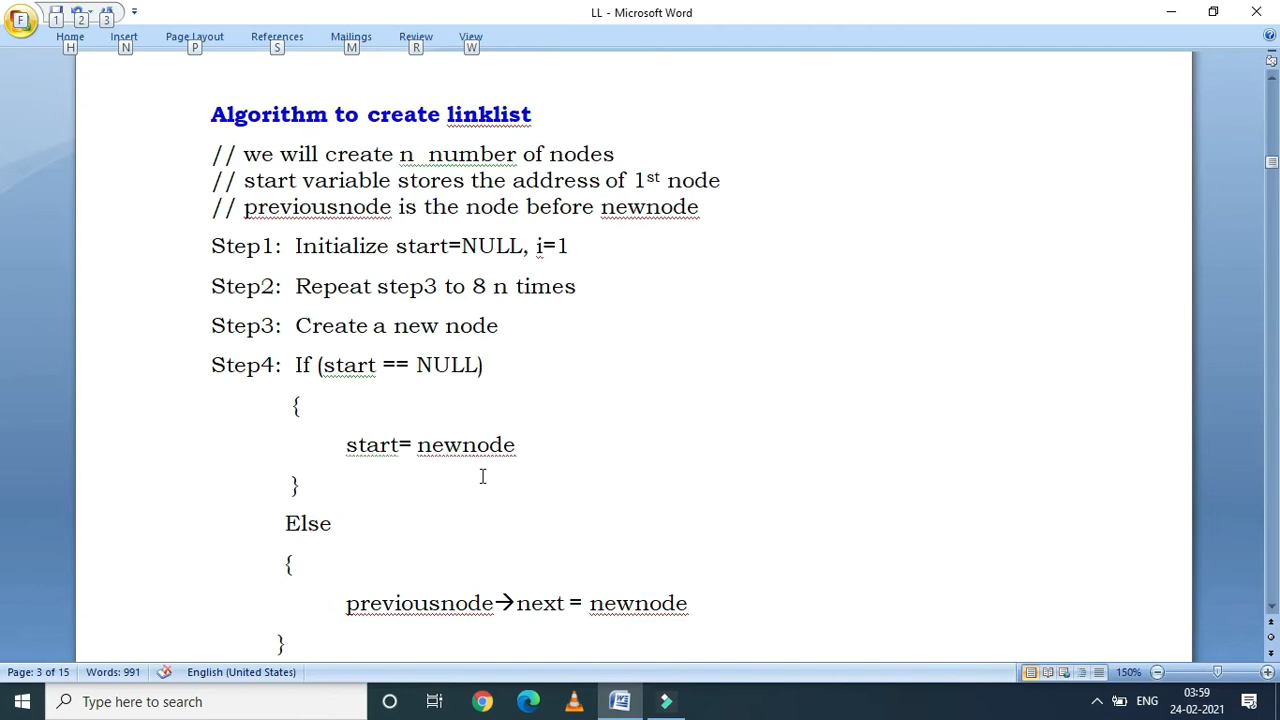 LL - Microsoft Word
F 1 2 3
Home Insert Page Layout References Mailings Review View
H N P S M R W
Algorithm to create linklist
// we will create n number of nodes
// start variable stores the address of 1st node
// previousnode is the node before newnode
Step1: Initialize start=NULL, i=1
Step2: Repeat step3 to 8 n times
Step3: Create a new node
Step4: If (start == NULL)
{
start= newnode
}
Else
{
previousnode→next = newnode
}
Page: 3 of 15 Words: 991 English (United States) 150%
Type here to search ENG 03:59
24-02-2021